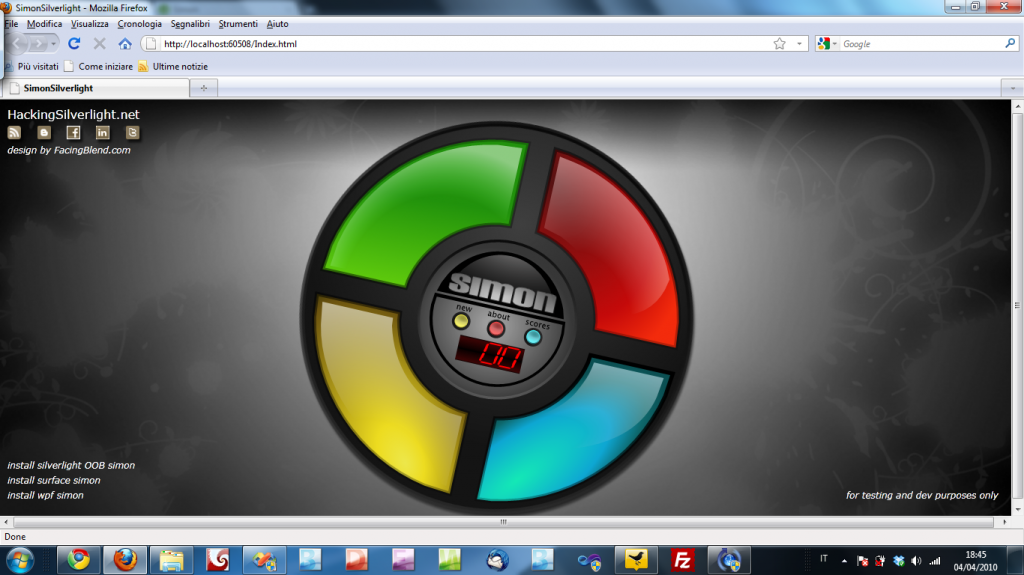 SimonSilverlight - Mozilla Firefox
File Modifica Visualizza Cronologia Segnalibri Strumenti Aiuto
http://localhost:60508/Index.html
Google
Più visitati Come iniziare Ultime notizie
SimonSilverlight
HackingSilverlight.net
design by FacingBlend.com
simon
new about scores
00
install silverlight OOB simon
install surface simon
install wpf simon
for testing and dev purposes only
Done
IT
18:45
04/04/2010